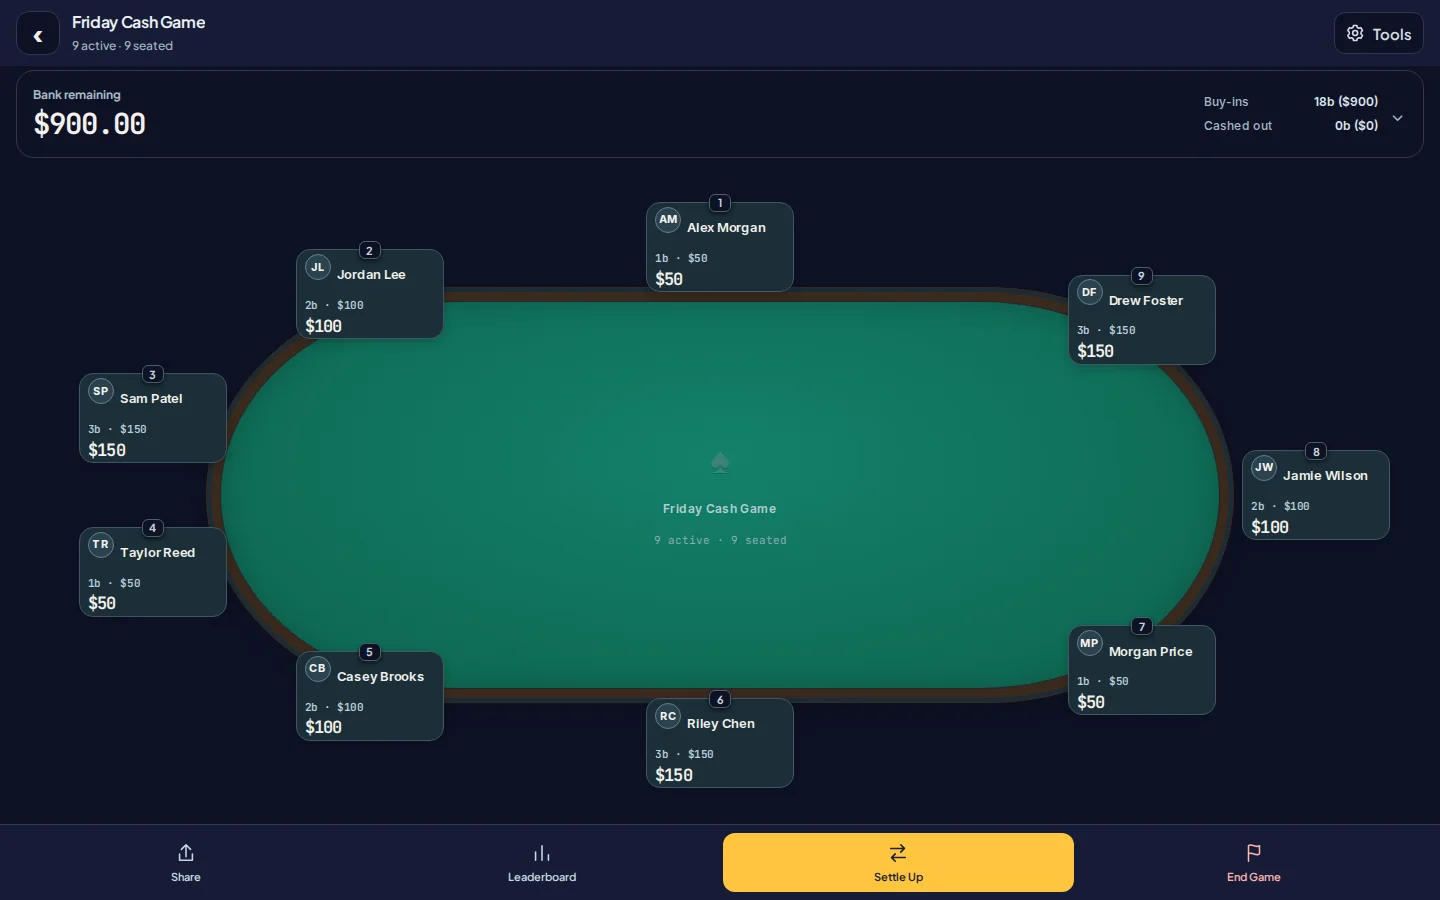 ‹
Friday Cash Game
9 active · 9 seated
Tools
Bank remaining
$900.00
Buy-ins 18b ($900)
Cashed out 0b ($0)
1
AM Alex Morgan
1b · $50
$50
2
JL Jordan Lee
2b · $100
$100
9
DF Drew Foster
3b · $150
$150
3
SP Sam Patel
3b · $150
$150
8
JW Jamie Wilson
2b · $100
$100
Friday Cash Game
9 active · 9 seated
4
TR Taylor Reed
1b · $50
$50
7
MP Morgan Price
1b · $50
$50
5
CB Casey Brooks
2b · $100
$100
6
RC Riley Chen
3b · $150
$150
Share
Leaderboard
Settle Up
End Game